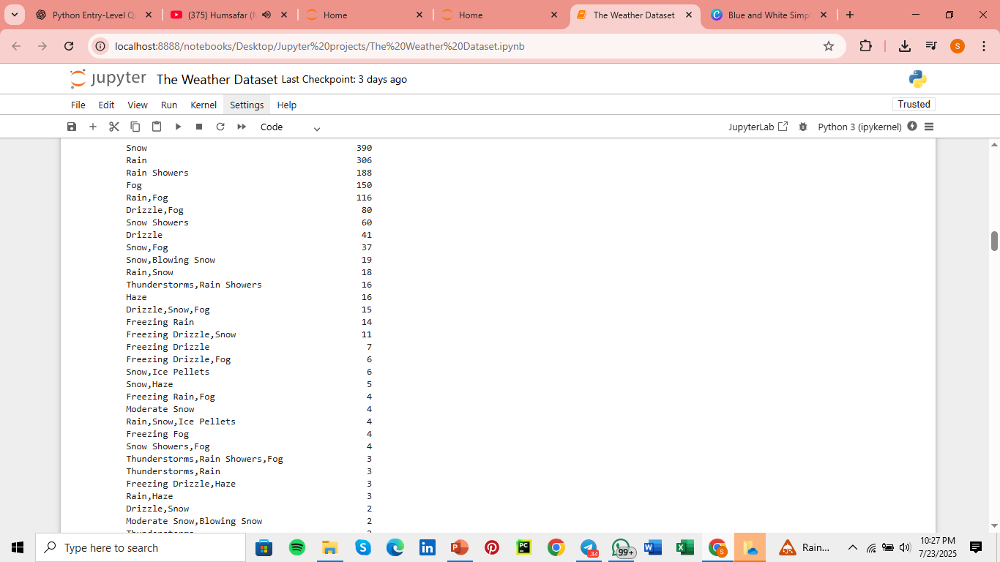 Python Entry-Level Q
(375) Humsafar (
Home
Home
The Weather Dataset
Blue and White Simp
localhost:8888/notebooks/Desktop/Jupyter%20projects/The%20Weather%20Dataset.ipynb
S
jupyter The Weather Dataset Last Checkpoint: 3 days ago
File Edit View Run Kernel Settings Help Trusted
Code JupyterLab Python 3 (ipykernel)
Snow 390
Rain 306
Rain Showers 188
Fog 150
Rain,Fog 116
Drizzle,Fog 80
Snow Showers 60
Drizzle 41
Snow,Fog 37
Snow,Blowing Snow 19
Rain,Snow 18
Thunderstorms,Rain Showers 16
Haze 16
Drizzle,Snow,Fog 15
Freezing Rain 14
Freezing Drizzle,Snow 11
Freezing Drizzle 7
Freezing Drizzle,Fog 6
Snow,Ice Pellets 6
Snow,Haze 5
Freezing Rain,Fog 4
Moderate Snow 4
Rain,Snow,Ice Pellets 4
Freezing Fog 4
Snow Showers,Fog 4
Thunderstorms,Rain Showers,Fog 3
Thunderstorms,Rain 3
Freezing Drizzle,Haze 3
Rain,Haze 3
Drizzle,Snow 2
Moderate Snow,Blowing Snow 2
Type here to search
99+
Rain...
10:27 PM
7/23/2025